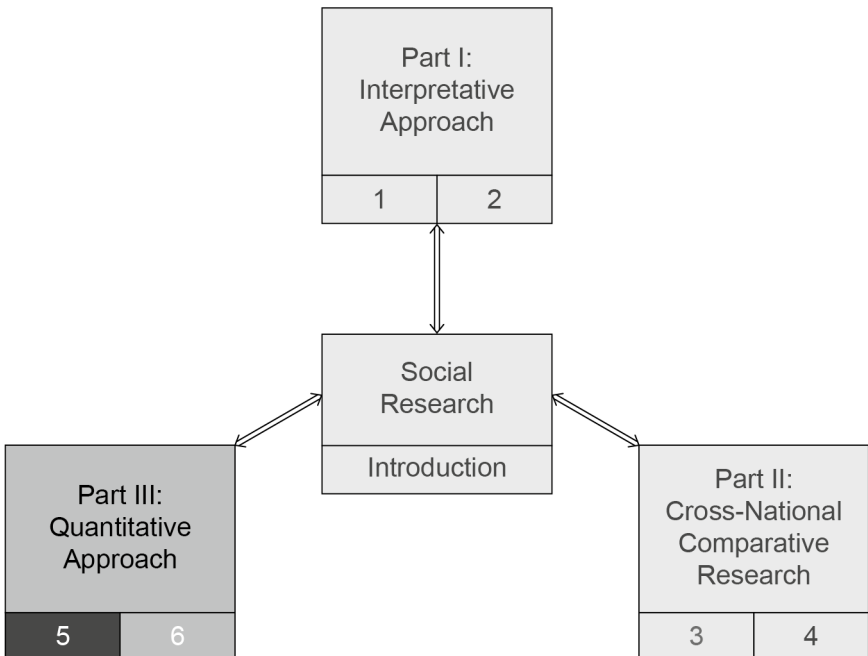 Part I:
Interpretative
Approach
1 2
Social
Research
Introduction
Part III:
Quantitative
Approach
5 6
Part II:
Cross-National
Comparative
Research
3 4